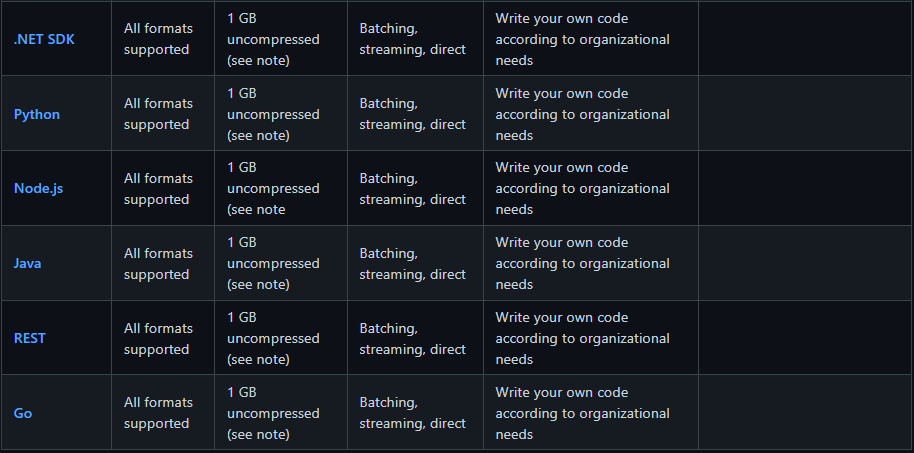 .NET SDK
All formats
supported
1 GB
uncompressed
(see note)
Batching,
streaming, direct
Write your own code
according to organizational
needs
Python
All formats
supported
1 GB
uncompressed
(see note)
Batching,
streaming, direct
Write your own code
according to organizational
needs
Node.js
All formats
supported
1 GB
uncompressed
(see note
Batching,
streaming, direct
Write your own code
according to organizational
needs
Java
All formats
supported
1 GB
uncompressed
(see note)
Batching,
streaming, direct
Write your own code
according to organizational
needs
REST
All formats
supported
1 GB
uncompressed
(see note)
Batching,
streaming, direct
Write your own code
according to organizational
needs
Go
All formats
supported
1 GB
uncompressed
(see note)
Batching,
streaming, direct
Write your own code
according to organizational
needs